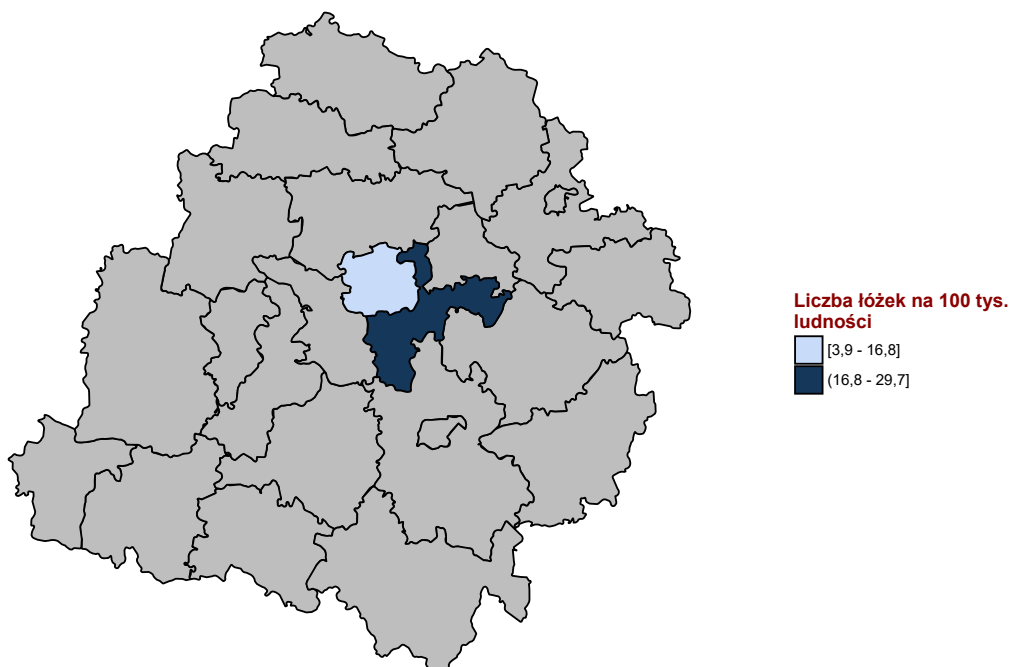 Liczba łóżek na 100 tys.
ludności
[3,9 - 16,8]
(16,8 - 29,7]